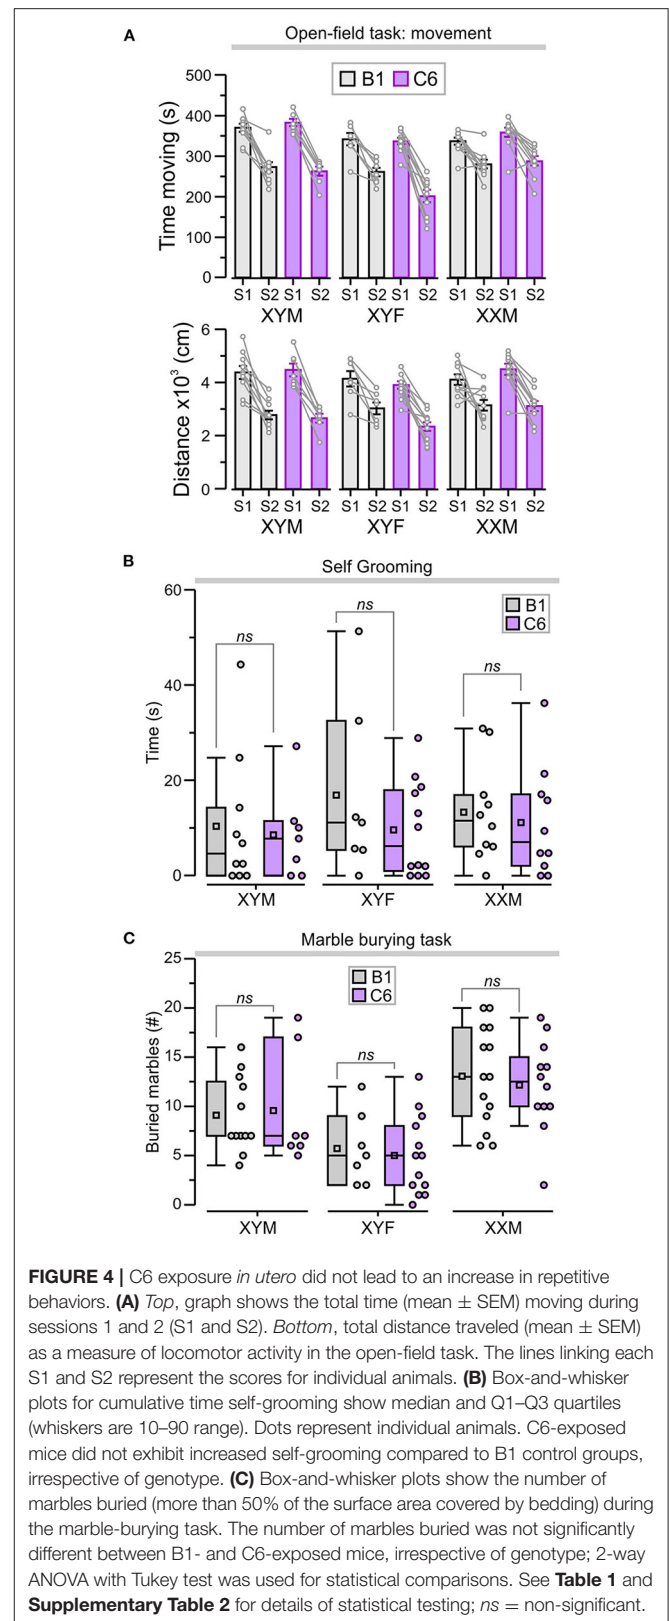 A
Open-field task: movement
B1 C6
Time moving (s)
500
400
300
200
100
0
S1 S2 S1 S2 S1 S2 S1 S2 S1 S2 S1 S2
XYM XYF XXM
Distance x10³ (cm)
6
4
2
0
S1 S2 S1 S2 S1 S2 S1 S2 S1 S2 S1 S2
XYM XYF XXM
B
Self Grooming
B1
C6
Time (s)
60
40
20
0
ns ns ns
XYM XYF XXM
C
Marble burying task
B1
C6
Buried marbles (#)
25
20
15
10
5
0
ns ns ns
XYM XYF XXM
FIGURE 4 | C6 exposure in utero did not lead to an increase in repetitive
behaviors. (A) Top, graph shows the total time (mean ± SEM) moving during
sessions 1 and 2 (S1 and S2). Bottom, total distance traveled (mean ± SEM)
as a measure of locomotor activity in the open-field task. The lines linking each
S1 and S2 represent the scores for individual animals. (B) Box-and-whisker
plots for cumulative time self-grooming show median and Q1–Q3 quartiles
(whiskers are 10–90 range). Dots represent individual animals. C6-exposed
mice did not exhibit increased self-grooming compared to B1 control groups,
irrespective of genotype. (C) Box-and-whisker plots show the number of
marbles buried (more than 50% of the surface area covered by bedding) during
the marble-burying task. The number of marbles buried was not significantly
different between B1- and C6-exposed mice, irrespective of genotype; 2-way
ANOVA with Tukey test was used for statistical comparisons. See Table 1 and
Supplementary Table 2 for details of statistical testing; ns = non-significant.